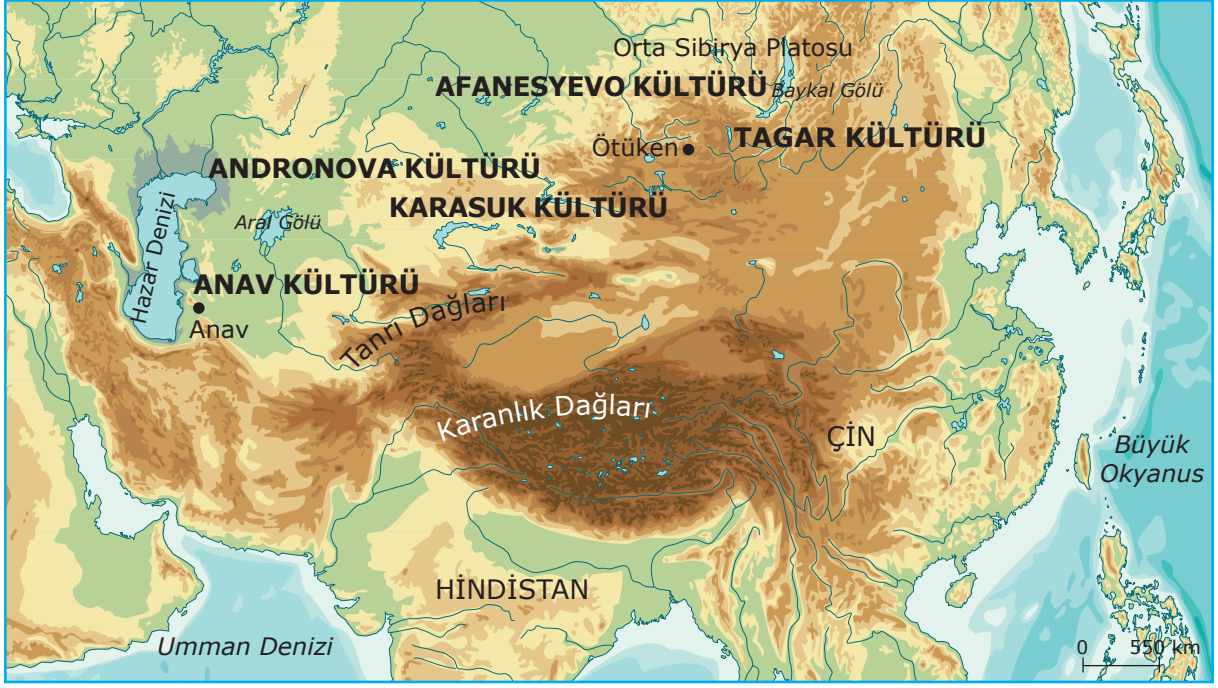 Orta Sibirya Platosu
AFANESYEVO KÜLTÜRÜ
Baykal Gölü
TAGAR KÜLTÜRÜ
Ötüken
ANDRONOVA KÜLTÜRÜ
KARASUK KÜLTÜRÜ
Hazar Denizi
Aral Gölü
ANAV KÜLTÜRÜ
Anav
Tanrı Dağları
Karanlık Dağları
ÇİN
Büyük
Okyanus
HİNDİSTAN
Umman Denizi
0 550 km